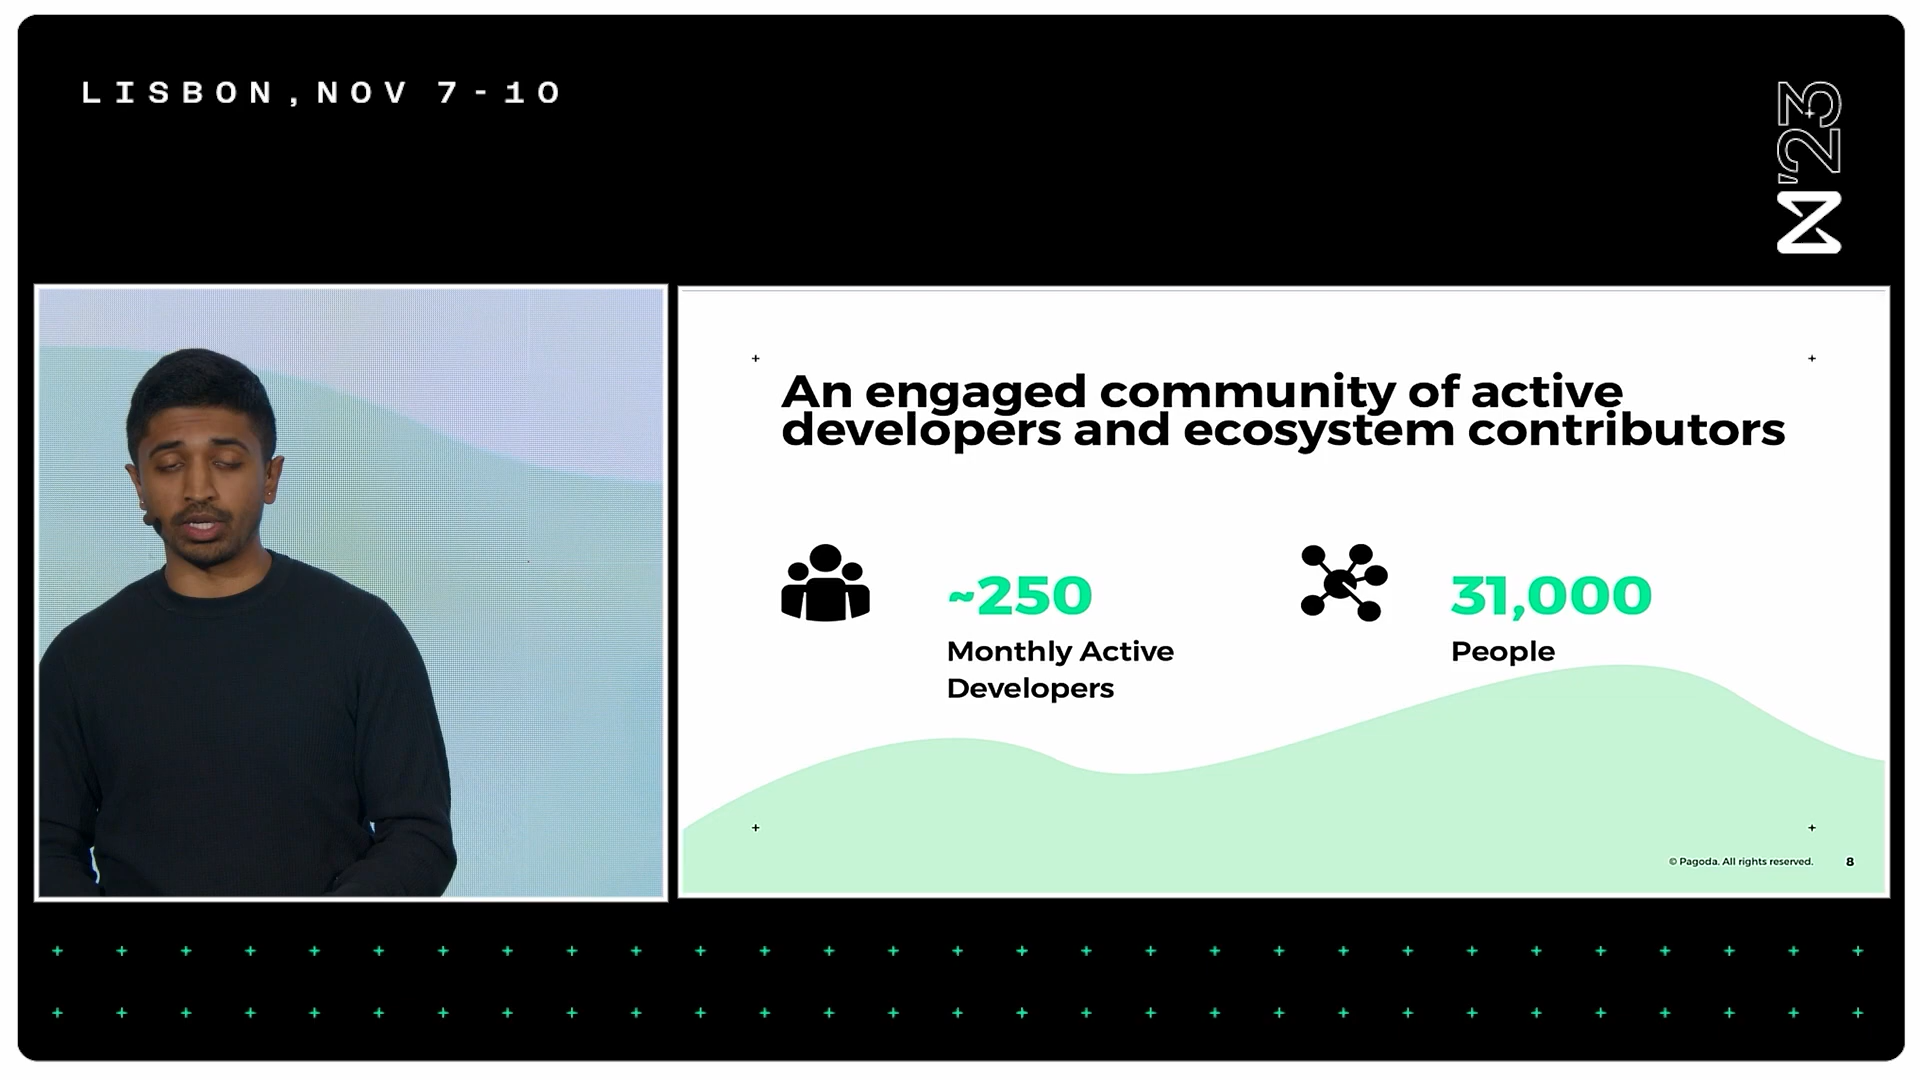 LISBON, NOV 7-10
'23
An engaged community of active
developers and ecosystem contributors
~250
Monthly Active
Developers
31,000
People
© Pagoda. All rights reserved.
8